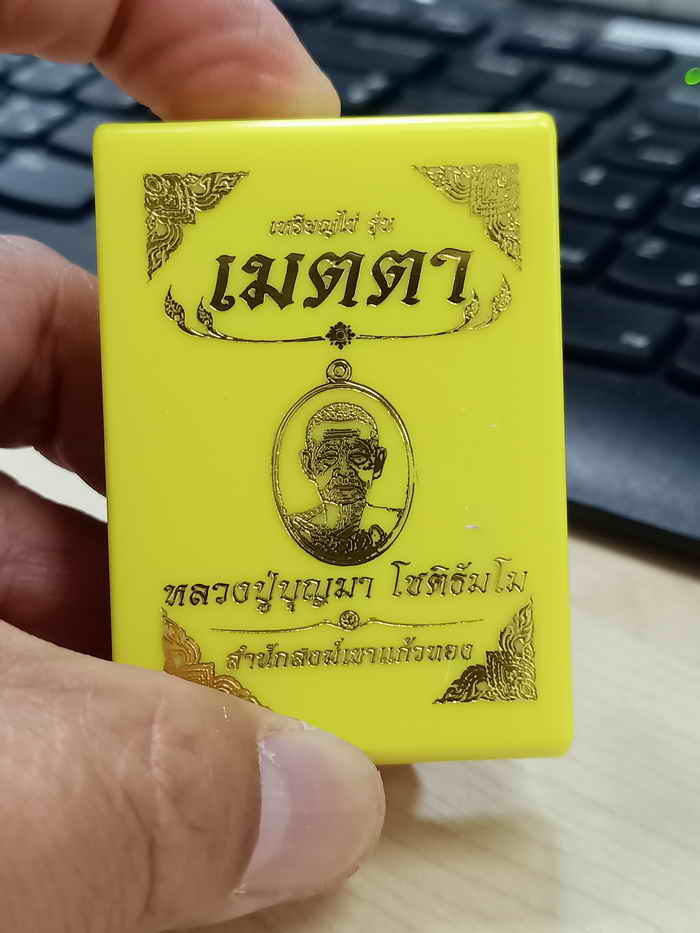 เหรียญไข่ รุ่น
เมตตา
หลวงปู่บุญมา โชติธัมโม
สำนักสงฆ์เขาแก้วทอง